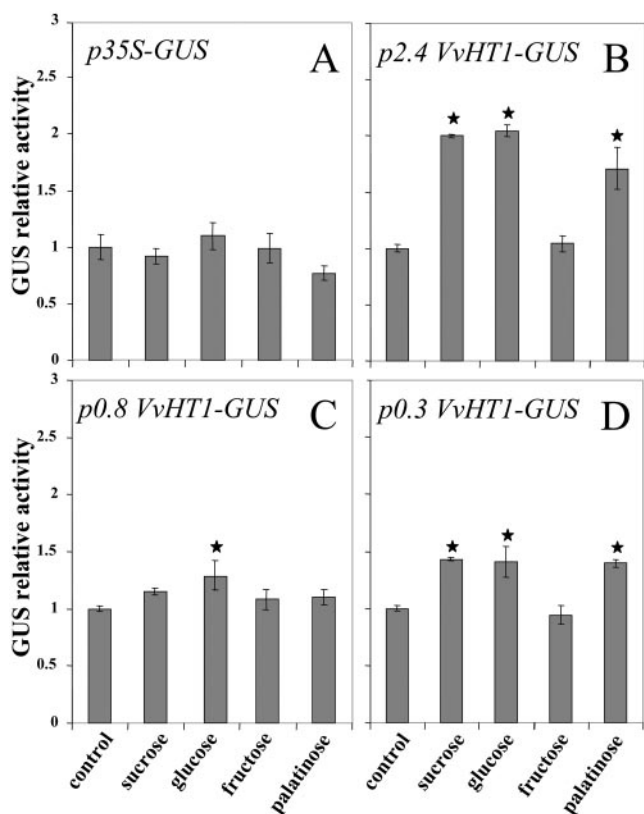 3
p35S-GUS A
2.5
2
1.5
1
0.5
0
GUS relative activity
p2.4 VvHT1-GUS B
★ ★ ★
3
p0.8 VvHT1-GUS C
2.5
2
1.5
1
0.5
0
GUS relative activity
★
control
sucrose
glucose
fructose
palatinose
p0.3 VvHT1-GUS D
★ ★ ★
control
sucrose
glucose
fructose
palatinose